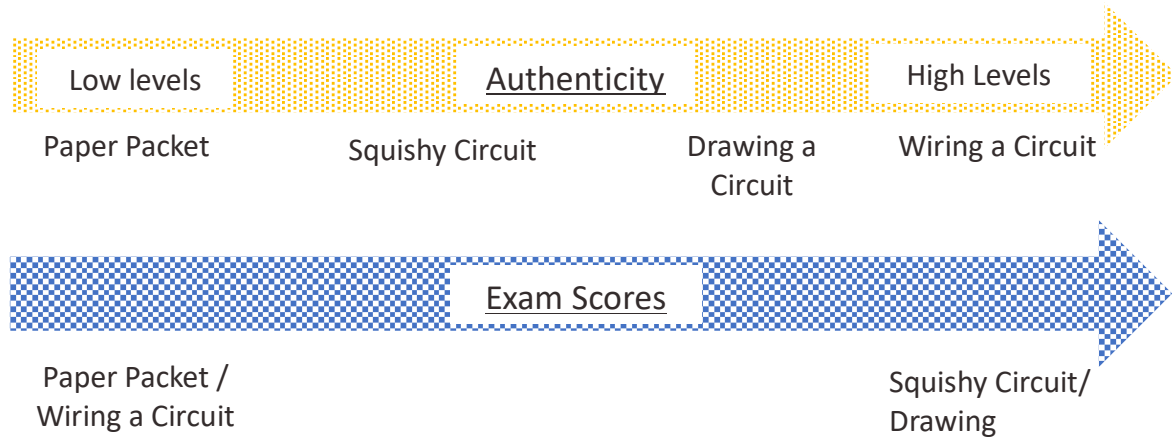 Low levels
Authenticity
High Levels
Paper Packet
Squishy Circuit
Drawing a
Circuit
Wiring a Circuit
Exam Scores
Paper Packet /
Wiring a Circuit
Squishy Circuit/
Drawing